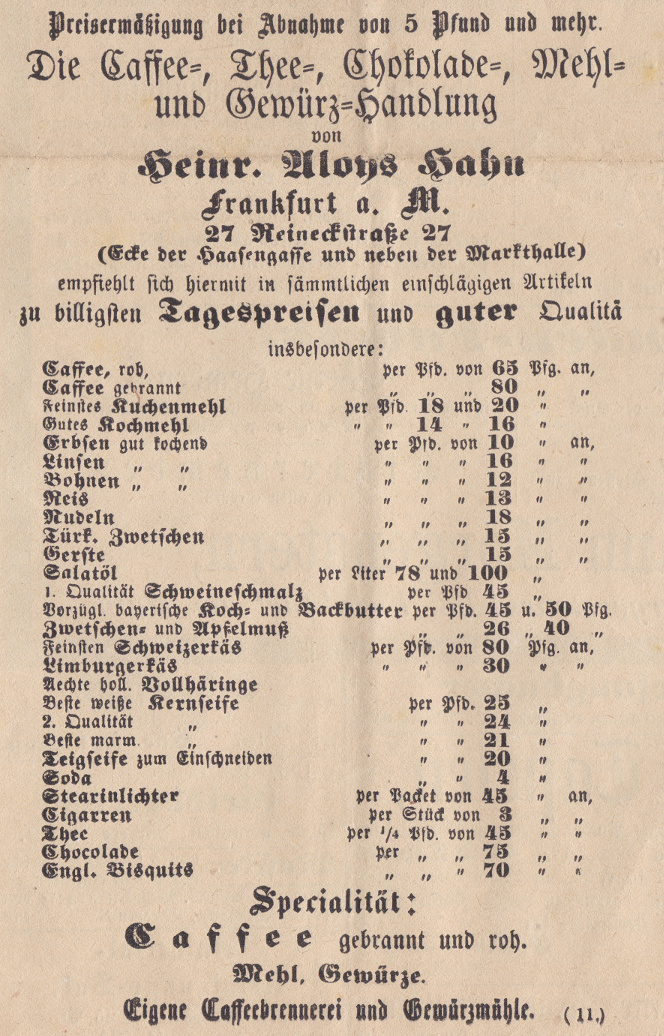 Preisermäßigung bei Abnahme von 5 Pfund und mehr.
Die Caffee-, Thee-, Chokolade-, Mehl-
und Gewürz-Handlung
von
Heinr. Aloys Hahn
Frankfurt a. M.
27 Reineckstraße 27
(Ecke der Haasengasse und neben der Markthalle)
empfiehlt sich hiermit in sämmtlichen einschlägigen Artikeln
zu billigsten Tagespreisen und guter Qualitä
insbesondere:
Caffee, roh, per Pfd. von 65 Pfg. an,
Caffee gebrannt „ „ „ 80 „ „
Feinstes Kuchenmehl per Pfd. 18 und 20 „
Gutes Kochmehl „ „ 14 „ 16 „
Erbsen gut kochend per Pfd. von 10 „ an,
Linsen „ „ „ „ „ 16 „ „
Bohnen „ „ „ „ „ 12 „ „
Reis „ „ „ 13 „ „
Nudeln „ „ „ 18 „ „
Türk. Zwetschen „ „ „ 15 „ „
Gerste „ „ „ 15 „ „
Salatöl per Liter 78 und 100 „
1. Qualität Schweineschmalz per Pfd 45 „
Vorzügl. bayerische Koch- und Backbutter per Pfd. 45 u. 50 Pfg.
Zwetschen- und Apfelmuß „ „ 26 „ 40 „
Feinsten Schweizerkäs per Pfd. von 80 Pfg. an,
Limburgerkäs „ „ „ 30 „ „
Aechte holl. Vollhäringe
Beste weiße Kernseife per Pfd. 25 „
2. Qualität „ „ „ 24 „
Beste marm. „ „ „ 21 „
Teigseife zum Einschneiden „ „ 20 „
Soda „ „ 4 „
Stearinlichter per Packet von 45 „ an,
Cigarren per Stück von 3 „ „
Thee per 1/4 Pfd. von 45 „ „
Chocolade per „ „ 75 „ „
Engl. Bisquits „ „ „ 70 „ „
Specialität:
Caffee gebrannt und roh.
Mehl, Gewürze.
Eigene Caffeebrennerei und Gewürzmühle. (11.)